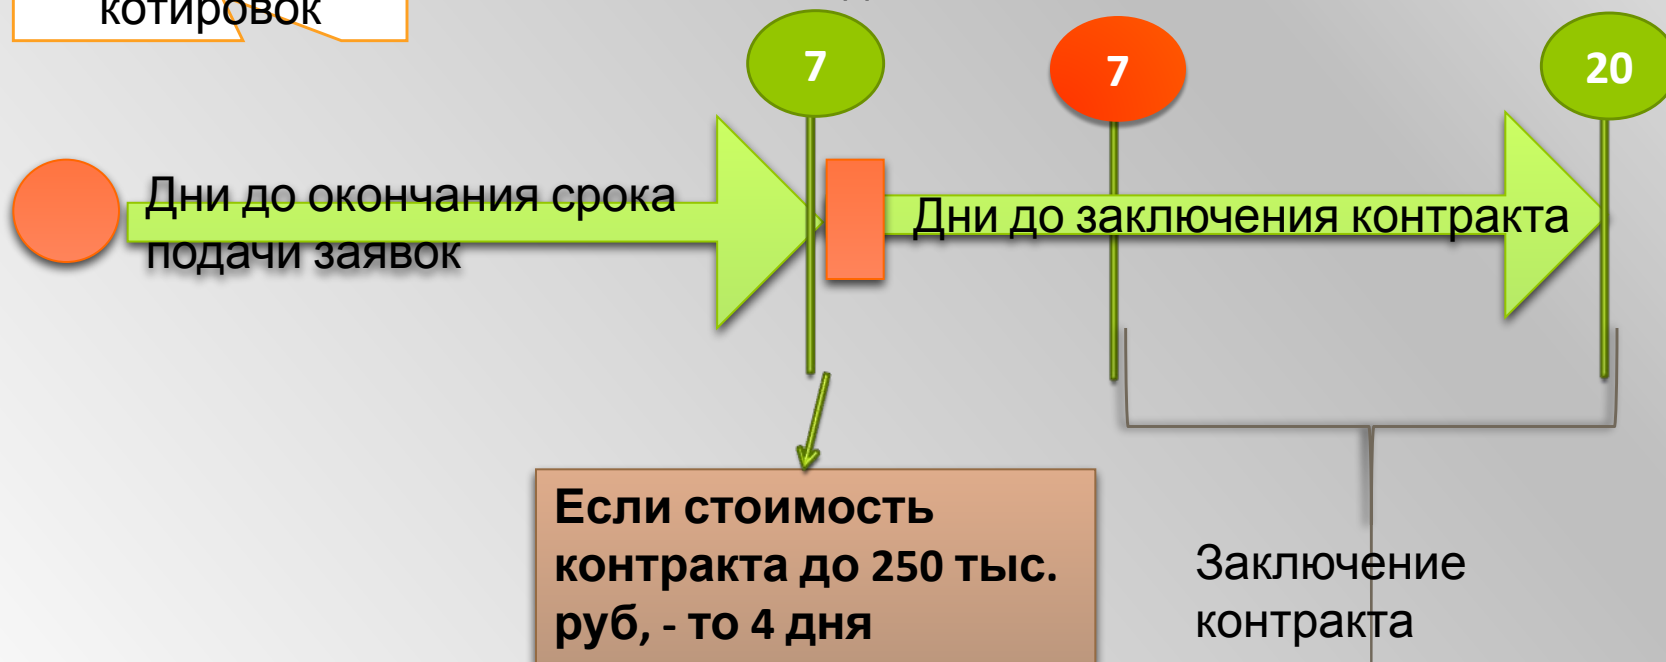 котировок
7
7
20
Дни до окончания срока
подачи заявок
Дни до заключения контракта
Если стоимость
контракта до 250 тыс.
руб, - то 4 дня
Заключение
контракта